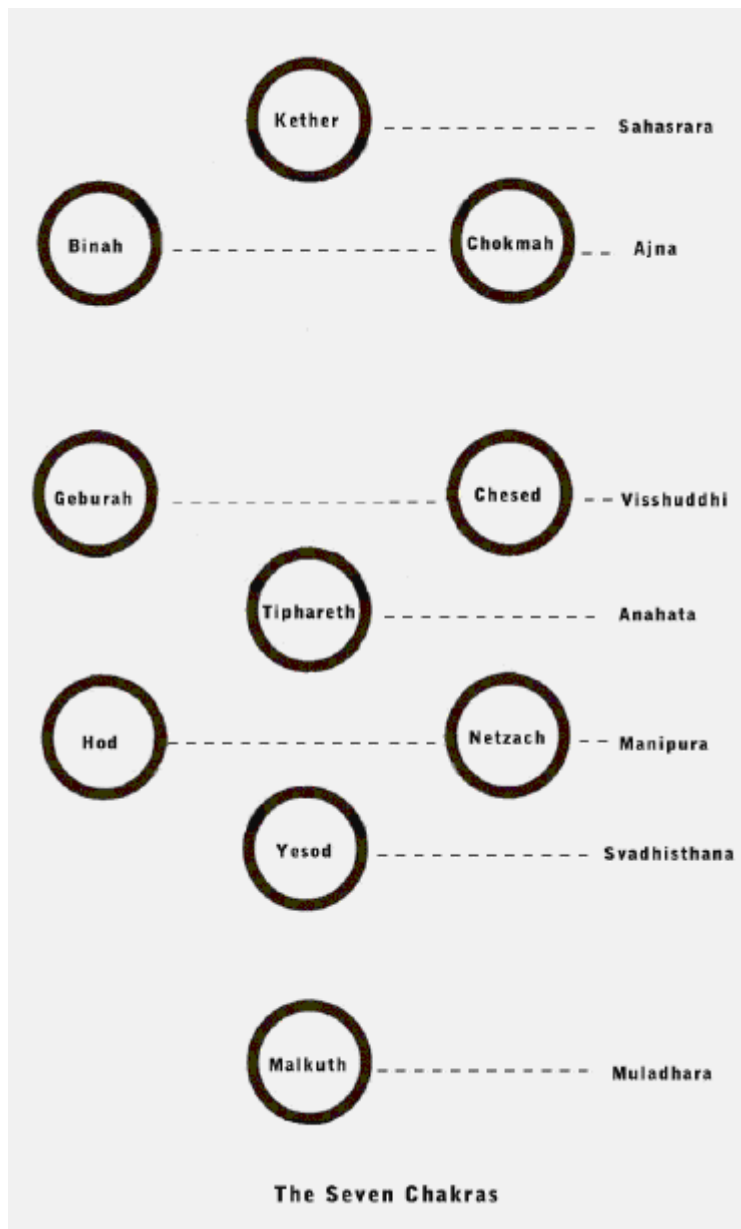 Kether Sahasrara
Binah Chokmah Ajna
Geburah Chesed Visshuddhi
Tiphareth Anahata
Hod Netzach Manipura
Yesod Svadhisthana
Malkuth Muladhara
The Seven Chakras